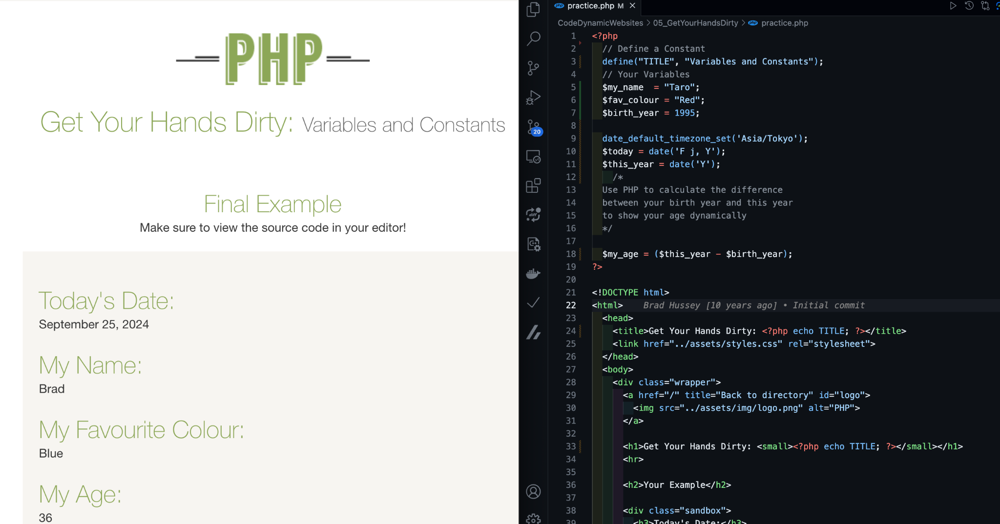 PHP
Get Your Hands Dirty: Variables and Constants
Final Example
Make sure to view the source code in your editor!
Today's Date:
September 25, 2024
My Name:
Brad
My Favourite Colour:
Blue
My Age:
36
20
diff
php practice.php M ×
CodeDynamicWebsites > 05_GetYourHandsDirty > php practice.php
1 <?php
2 // Define a Constant
3 define("TITLE", "Variables and Constants");
4 // Your Variables
5 $my_name  = "Taro";
6 $fav_colour = "Red";
7 $birth_year = 1995;
8
9 date_default_timezone_set('Asia/Tokyo');
10 $today = date('F j, Y');
11 $this_year = date('Y');
12 /*
13 Use PHP to calculate the difference
14 between your birth year and this year
15 to show your age dynamically
16 */
17
18 $my_age = ($this_year - $birth_year);
19 ?>
20
21 <!DOCTYPE html>
22 <html> Brad Hussey [10 years ago] • Initial commit
23 <head>
24 <title>Get Your Hands Dirty: <?php echo TITLE; ?></title>
25 <link href="../assets/styles.css" rel="stylesheet">
26 </head>
27 <body>
28 <div class="wrapper">
29 <a href="/" title="Back to directory" id="logo">
30 <img src="../assets/img/logo.png" alt="PHP">
31 </a>
32
33 <h1>Get Your Hands Dirty: <small><?php echo TITLE; ?></small></h1>
34 <hr>
35
36 <h2>Your Example</h2>
37
38 <div class="sandbox">
39 <h3>Today's Date:</h3>